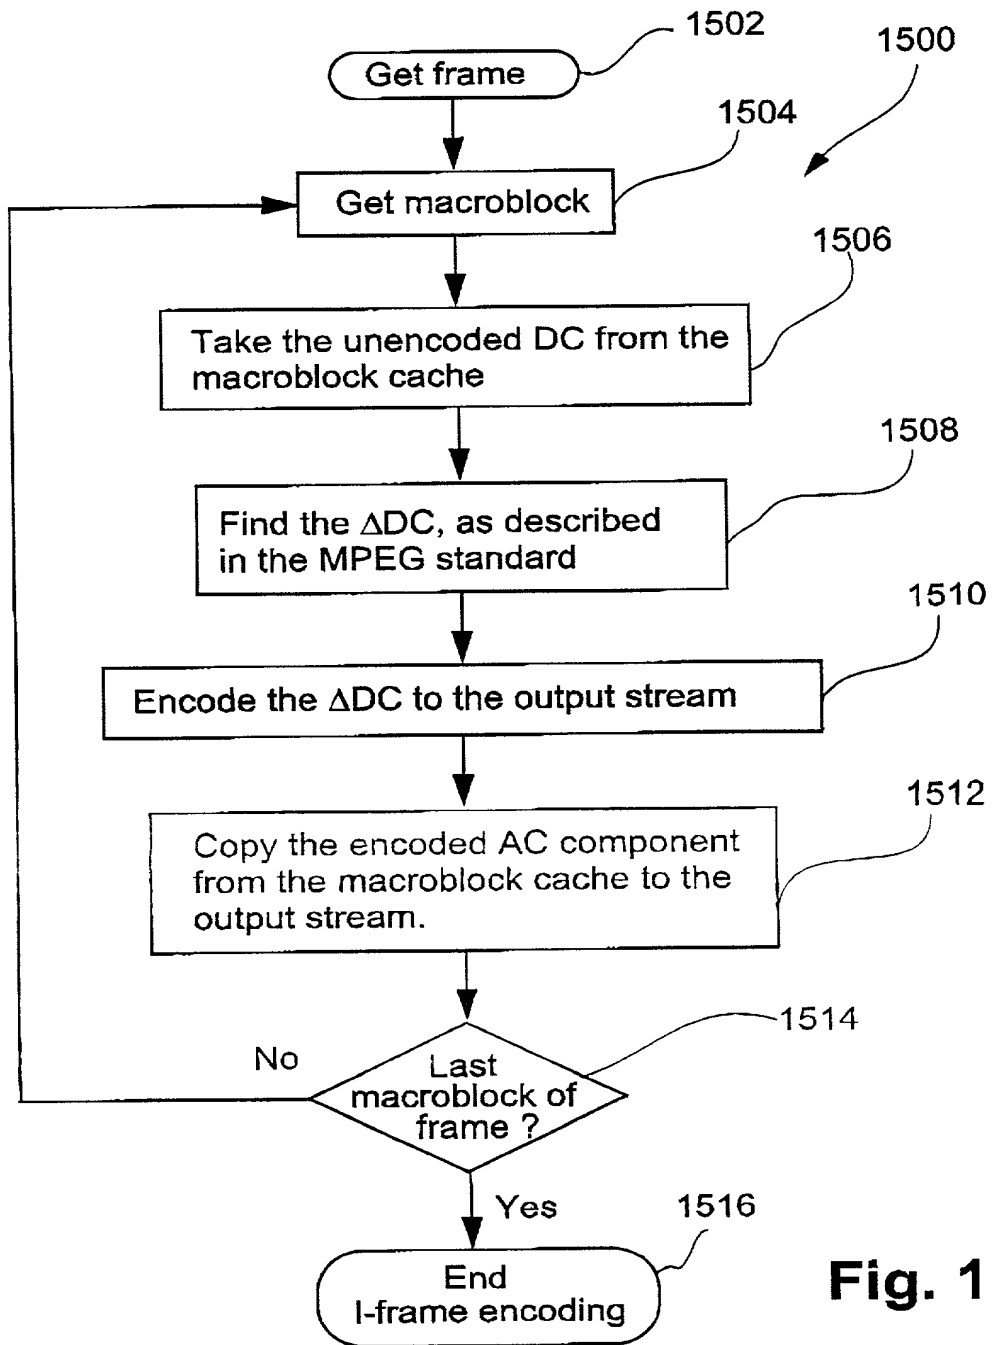 1502
Get frame
1500
1504
Get macroblock
1506
Take the unencoded DC from the
macroblock cache
1508
Find the ΔDC, as described
in the MPEG standard
1510
Encode the ΔDC to the output stream
1512
Copy the encoded AC component
from the macroblock cache to the
output stream.
1514
No
Last
macroblock of
frame ?
Yes
1516
End
I-frame encoding
Fig. 1